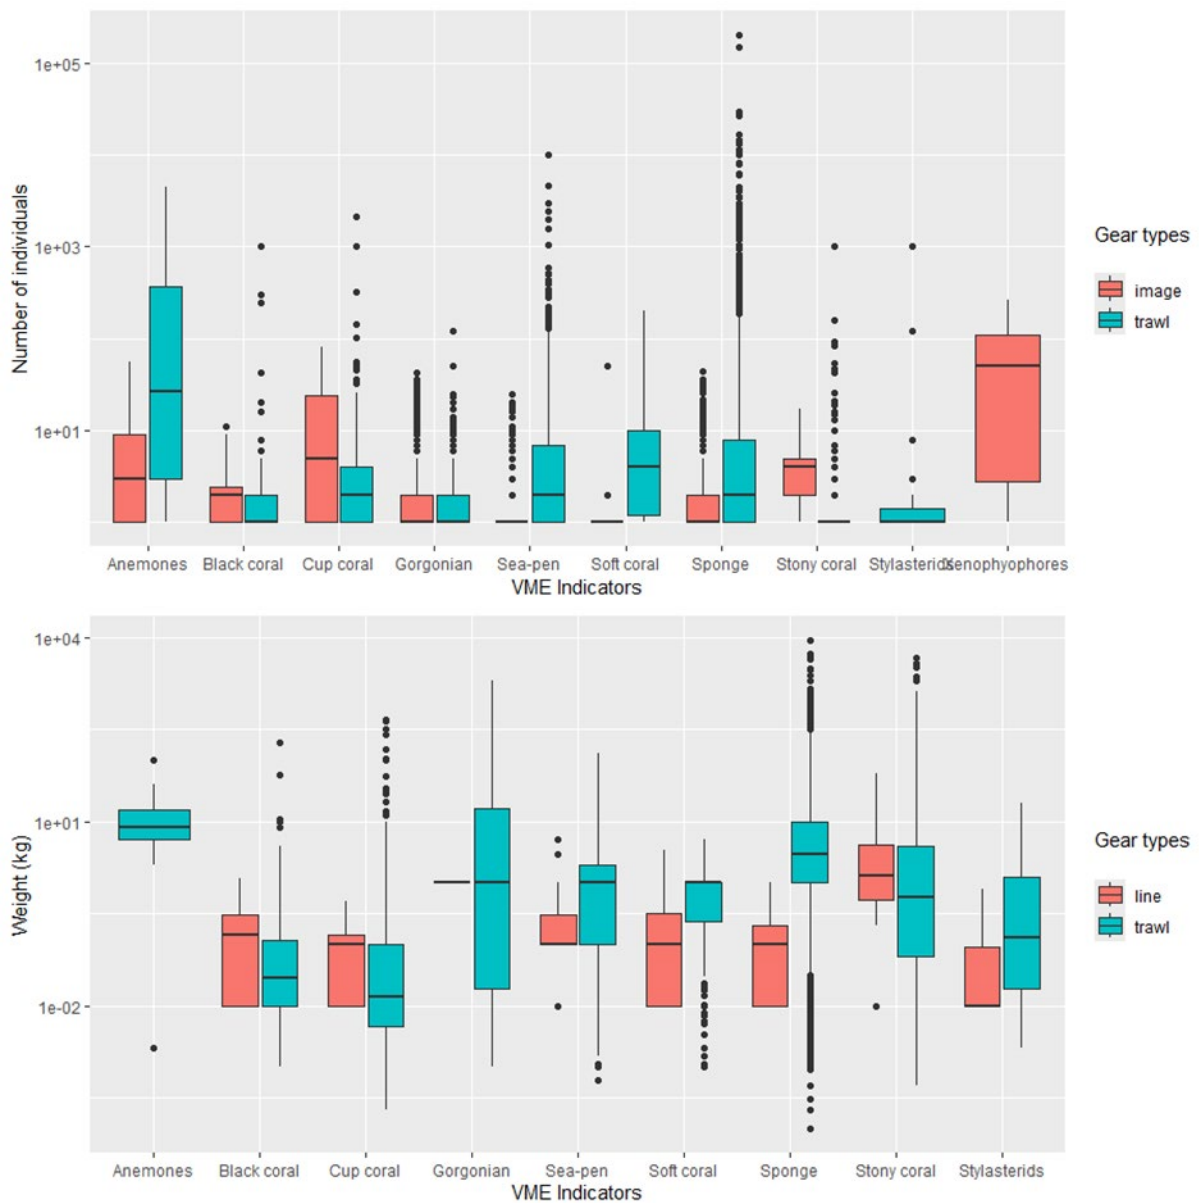 1e+05
1e+03
1e+01
Number of individuals
Anemones Black coral Cup coral Gorgonian Sea-pen Soft coral Sponge Stony coral Stylasterids Xenophyophores
VME Indicators
Gear types
image
trawl
1e+04
1e+01
1e-02
Weight (kg)
Anemones Black coral Cup coral Gorgonian Sea-pen Soft coral Sponge Stony coral Stylasterids
VME Indicators
Gear types
line
trawl